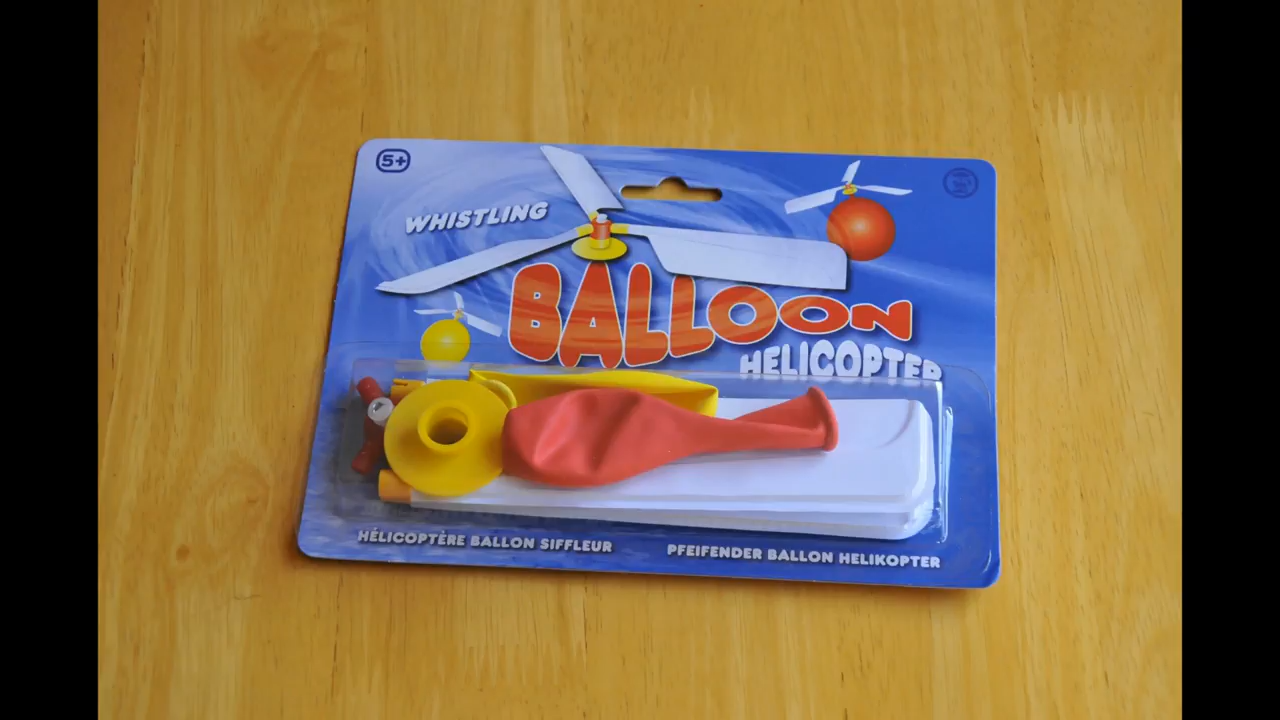 5+
WHISTLING
BALLOON
HELICOPTER
HÉLICOPTÈRE BALLON SIFFLEUR
PFEIFENDER BALLON HELIKOPTER